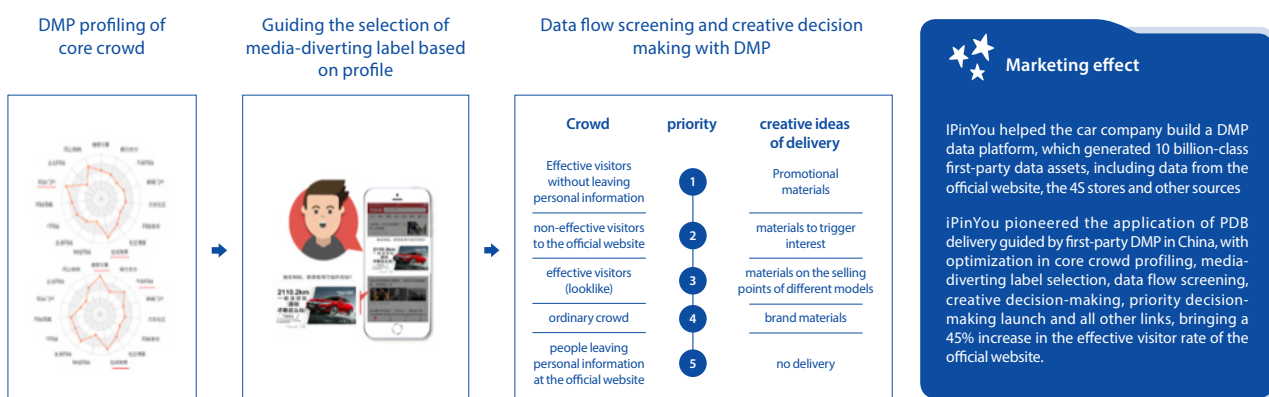 DMP profiling of
core crowd
Guiding the selection of
media-diverting label based
on profile
Data flow screening and creative decision
making with DMP
Crowd
priority
creative ideas
of delivery
Effective visitors
without leaving
personal information
1
Promotional
materials
non-effective visitors
to the official website
2
materials to trigger
interest
effective visitors
(looklike)
3
materials on the selling
points of different models
ordinary crowd
4
brand materials
people leaving
personal information
at the official website
5
no delivery
2110.2km
Marketing effect
IPinYou helped the car company build a DMP
data platform, which generated 10 billion-class
first-party data assets, including data from the
official website, the 4S stores and other sources
iPinYou pioneered the application of PDB
delivery guided by first-party DMP in China, with
optimization in core crowd profiling, media-
diverting label selection, data flow screening,
creative decision-making, priority decision-
making launch and all other links, bringing a
45% increase in the effective visitor rate of the
official website.